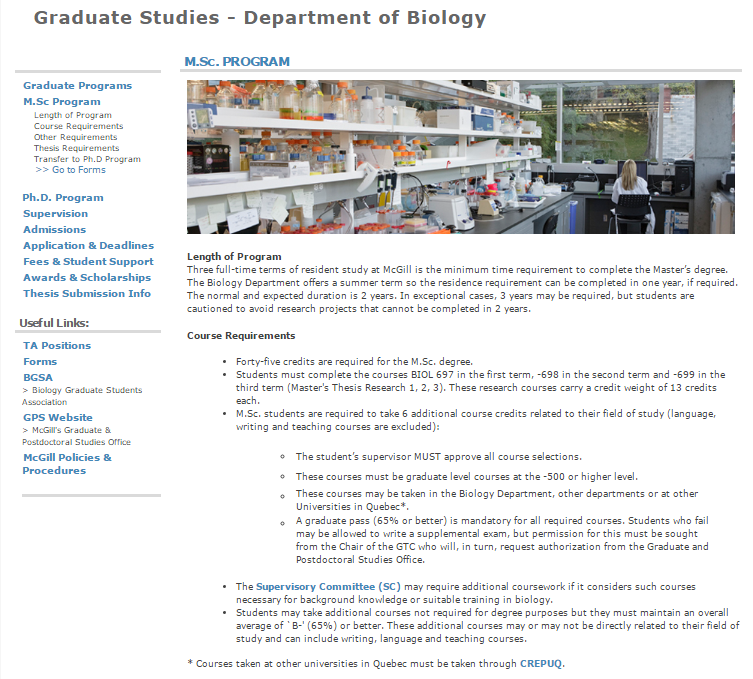 Graduate Studies - Department of Biology
Graduate Programs
M.Sc Program
Length of Program
Course Requirements
Other Requirements
Thesis Requirements
Transfer to Ph.D Program
>> Go to Forms
Ph.D. Program
Supervision
Admissions
Application & Deadlines
Fees & Student Support
Awards & Scholarships
Thesis Submission Info
Useful Links:
TA Positions
Forms
BGSA
> Biology Graduate Students
Association
GPS Website
> McGill's Graduate &
Postdoctoral Studies Office
McGill Policies &
Procedures
M.Sc. PROGRAM
Length of Program
Three full-time terms of resident study at McGill is the minimum time requirement to complete the Master's degree.
The Biology Department offers a summer term so the residence requirement can be completed in one year, if required.
The normal and expected duration is 2 years. In exceptional cases, 3 years may be required, but students are
cautioned to avoid research projects that cannot be completed in 2 years.
Course Requirements
• Forty-five credits are required for the M.Sc. degree.
• Students must complete the courses BIOL 697 in the first term, -698 in the second term and -699 in the
third term (Master's Thesis Research 1, 2, 3). These research courses carry a credit weight of 13 credits
each.
• M.Sc. students are required to take 6 additional course credits related to their field of study (language,
writing and teaching courses are excluded):
o The student's supervisor MUST approve all course selections.
o These courses must be graduate level courses at the -500 or higher level.
o These courses may be taken in the Biology Department, other departments or at other
Universities in Quebec*.
o A graduate pass (65% or better) is mandatory for all required courses. Students who fail
may be allowed to write a supplemental exam, but permission for this must be sought
from the Chair of the GTC who will, in turn, request authorization from the Graduate and
Postdoctoral Studies Office.
• The Supervisory Committee (SC) may require additional coursework if it considers such courses
necessary for background knowledge or suitable training in biology.
• Students may take additional courses not required for degree purposes but they must maintain an overall
average of `B-' (65%) or better. These additional courses may or may not be directly related to their field of
study and can include writing, language and teaching courses.
* Courses taken at other universities in Quebec must be taken through CREPUQ.